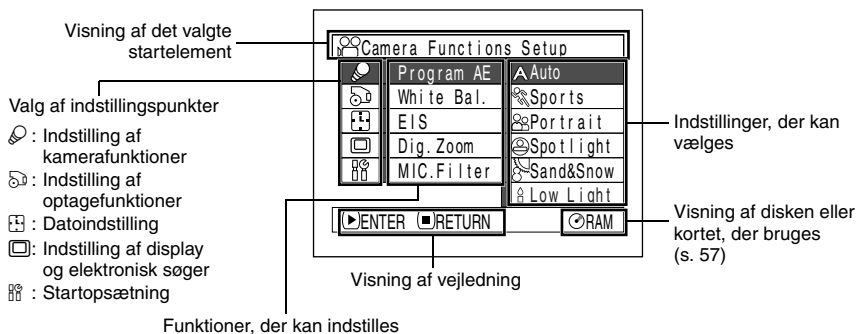 Visning af det valgte
startelement
Valg af indstillingspunkter
: Indstilling af
kamerafunktioner
: Indstilling af
optagefunktioner
: Datoindstilling
: Indstilling af display
og elektronisk søger
: Startopsætning
Camera Functions Setup
Program AE
White Bal.
EIS
Dig. Zoom
MIC.Filter
A Auto
Sports
Portrait
Spotlight
Sand&Snow
Low Light
ENTER RETURN
RAM
Indstillinger, der kan
vælges
Visning af disken eller
kortet, der bruges
(s. 57)
Visning af vejledning
Funktioner, der kan indstilles